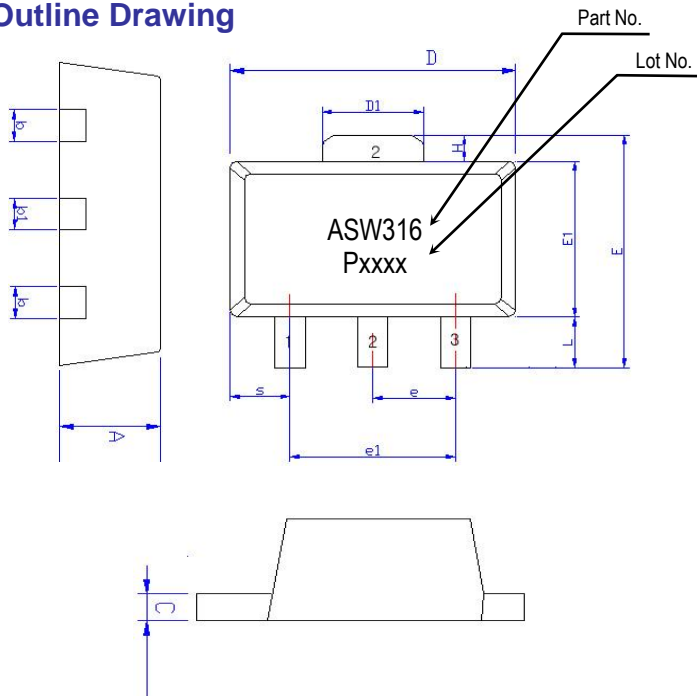 Outline Drawing
Part No.
Lot No.
D
D1
2
H
b
b1
b
ASW316
Pxxxx
E1
E
1
2
3
L
s
e
A
e1
C